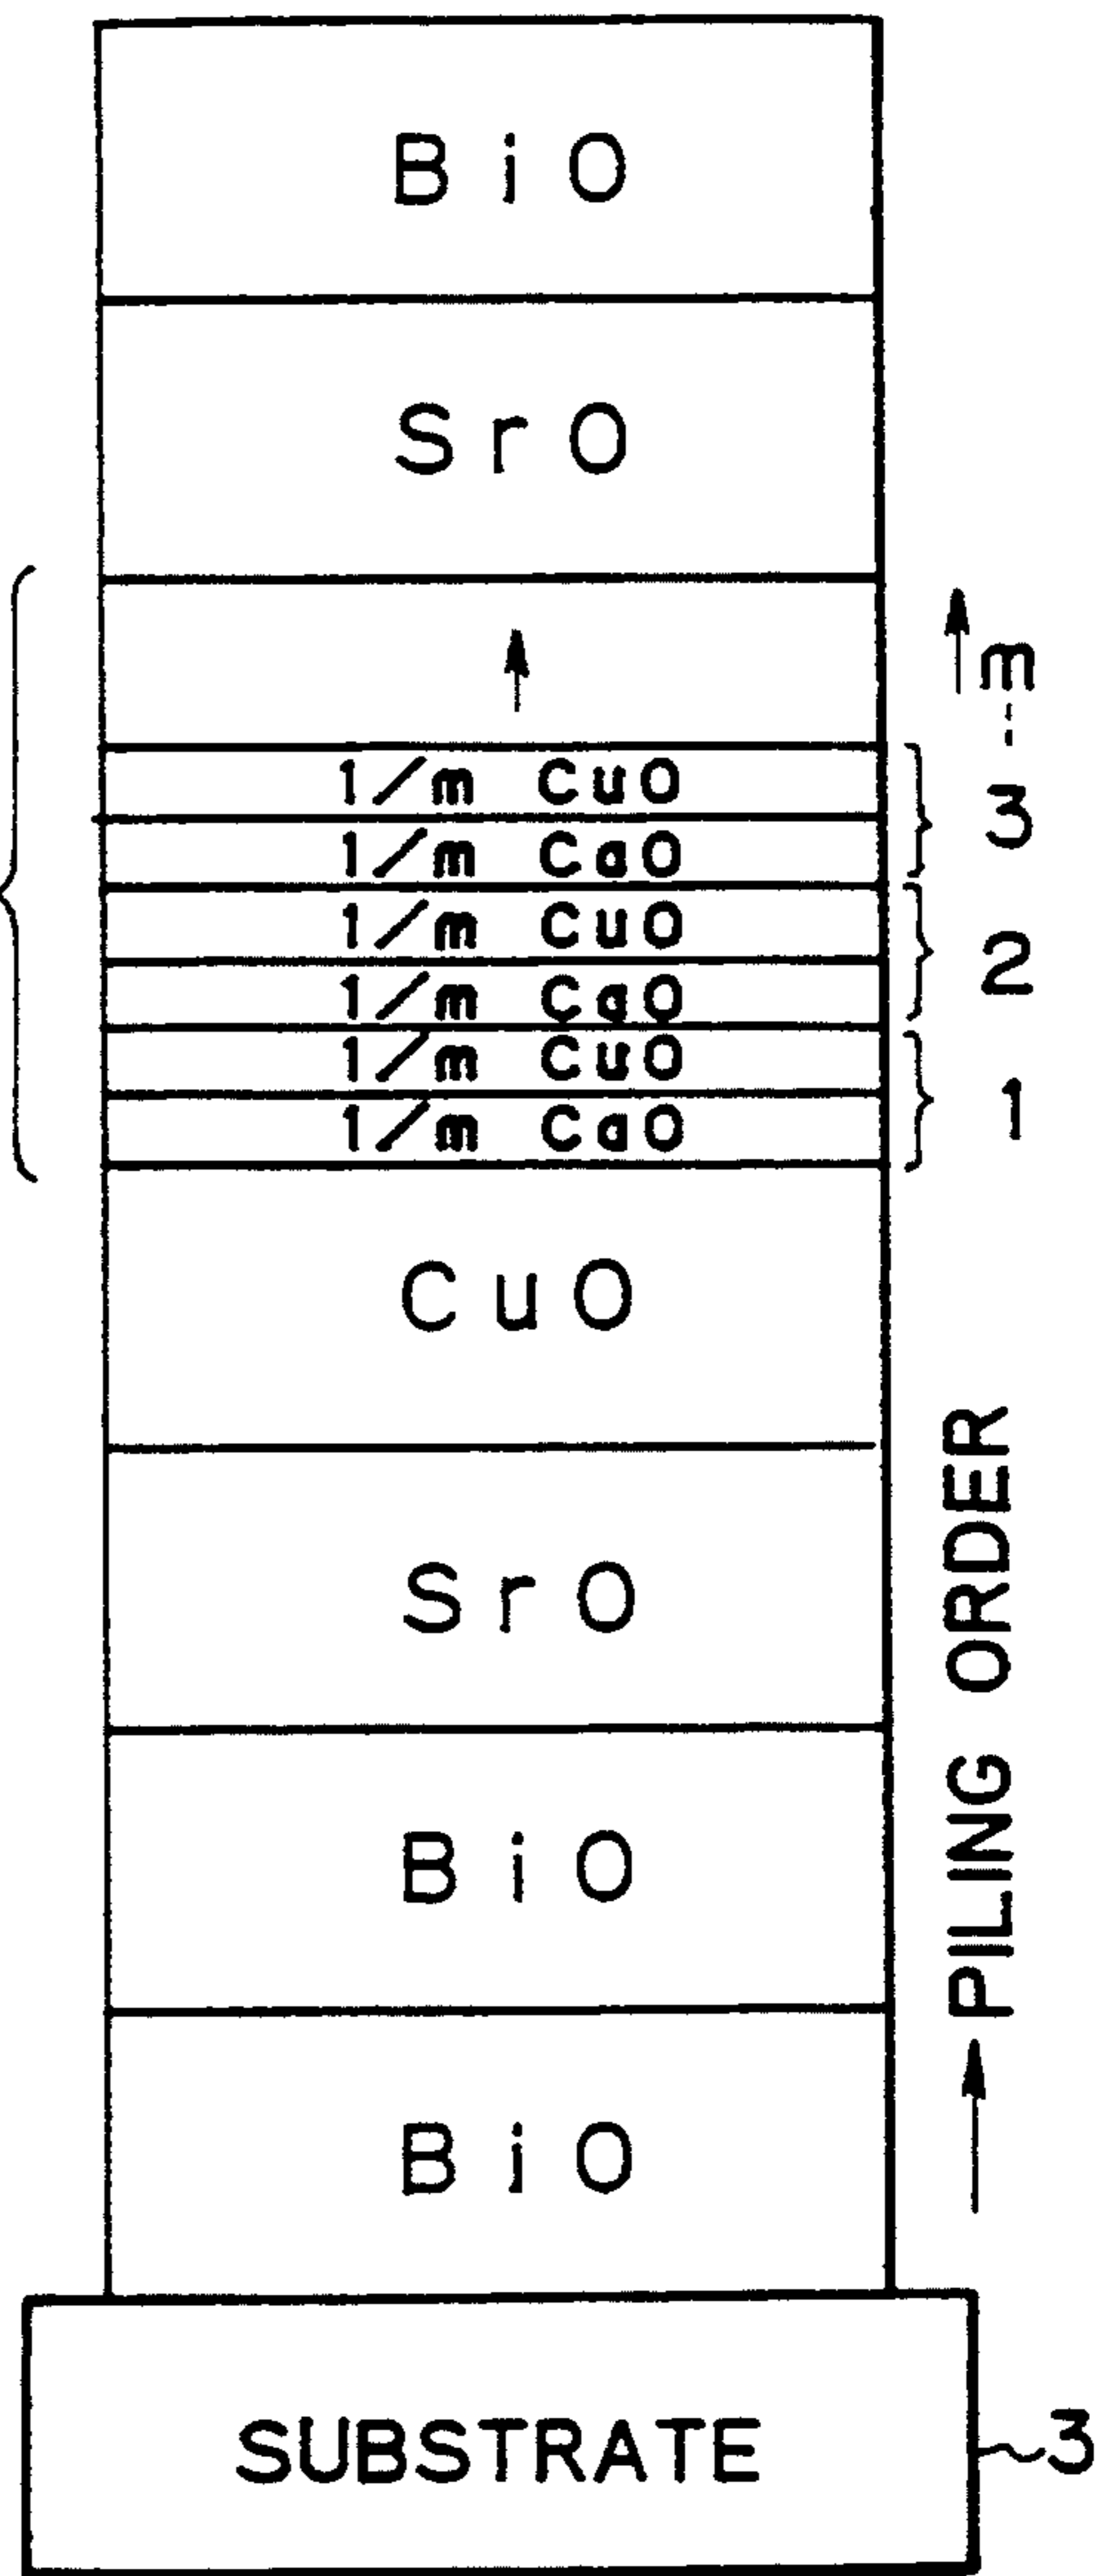 BiO
SrO
m
1/m CuO
1/m CaO
3
1/m CuO
1/m CaO
2
1/m CuO
1/m CaO
1
CuO
SrO
BiO
BiO
PILING ORDER
SUBSTRATE
3